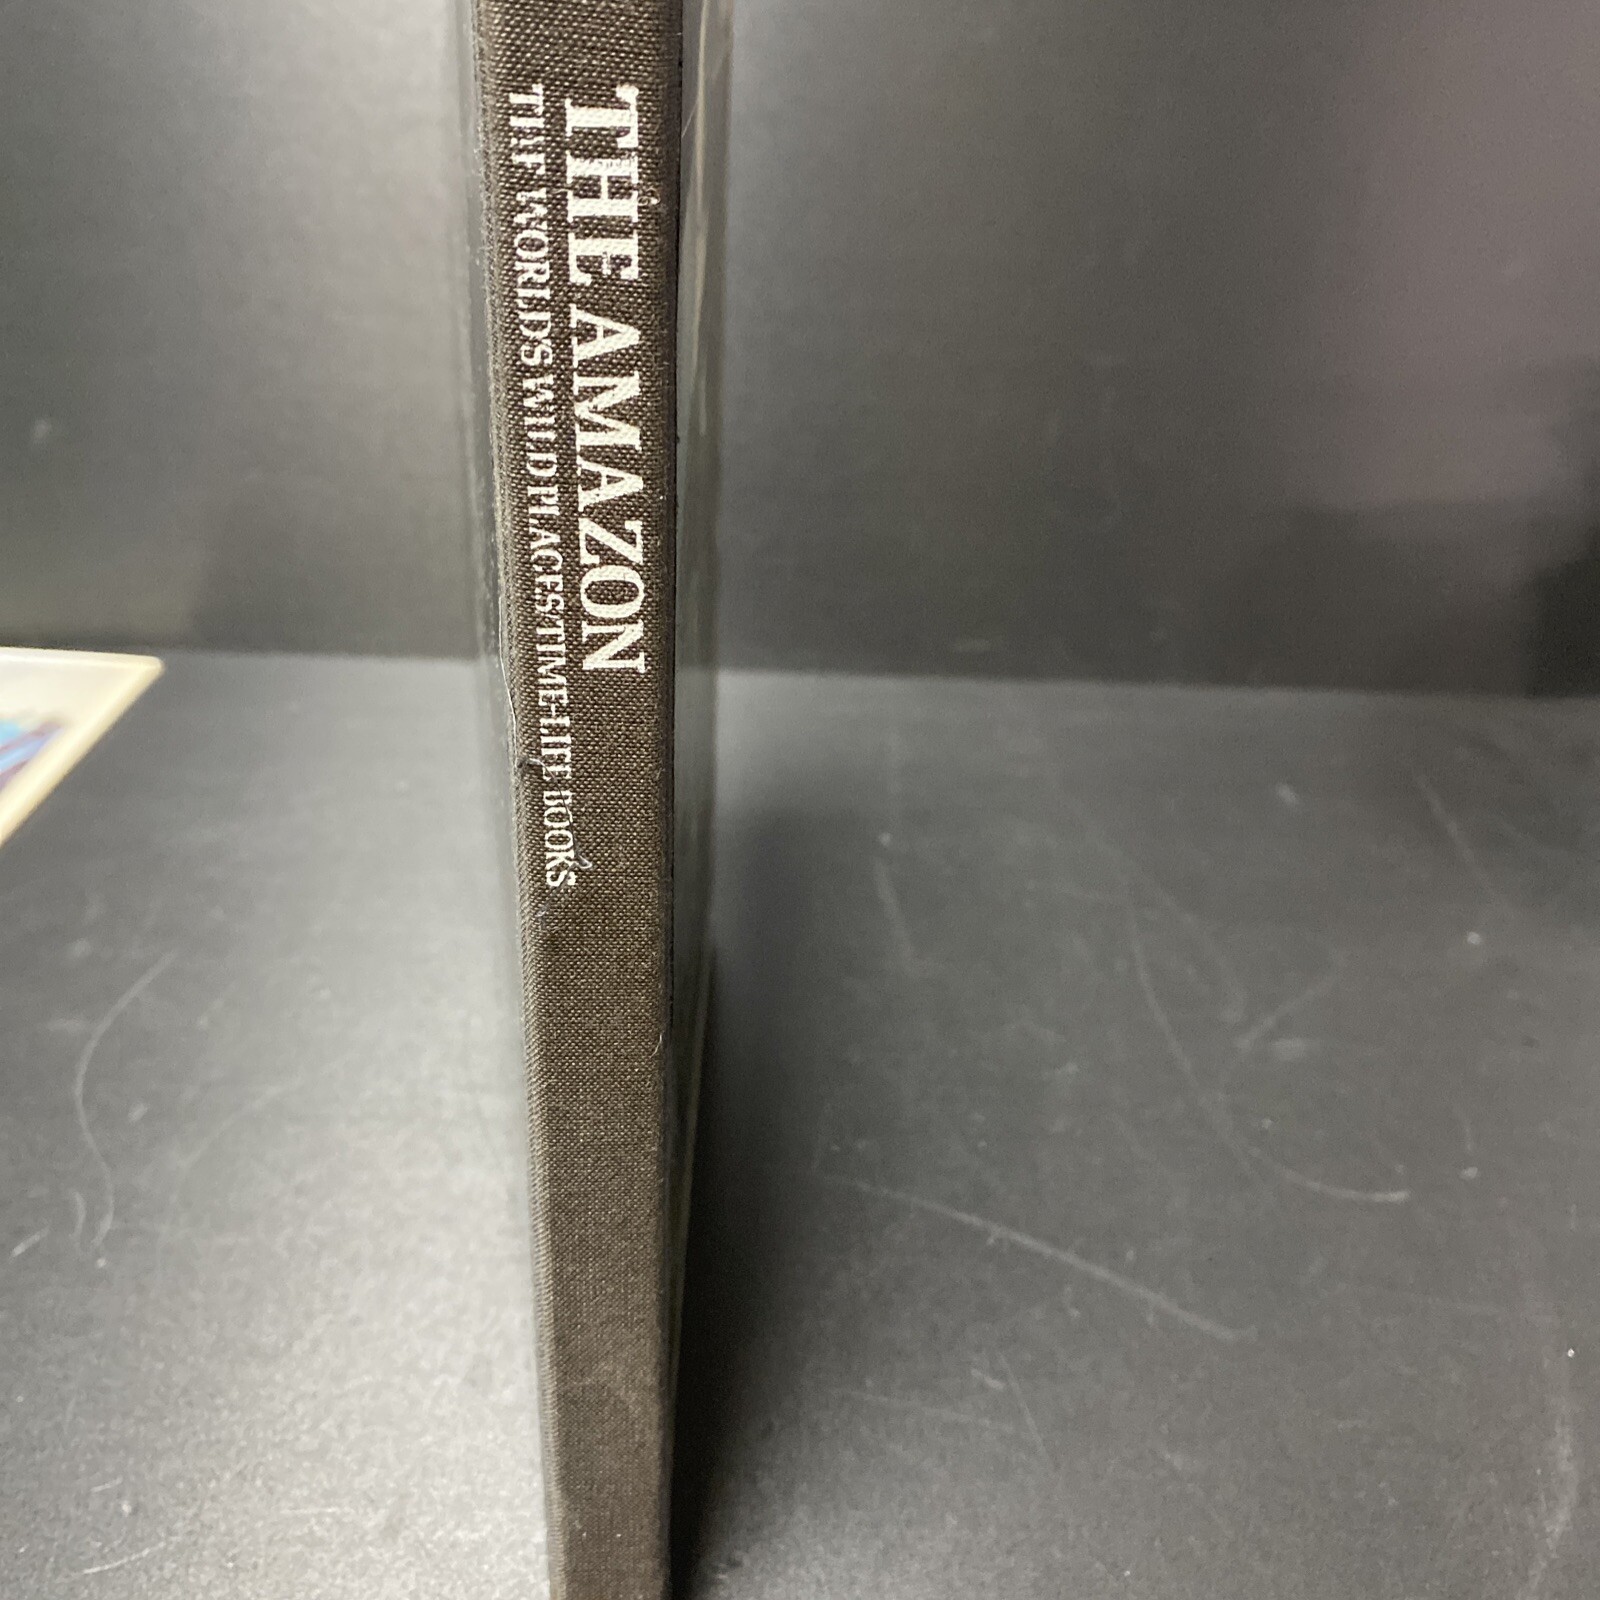 THE AMAZON
THE WORLD'S WILD PLACES/TIME-LIFE BOOKS